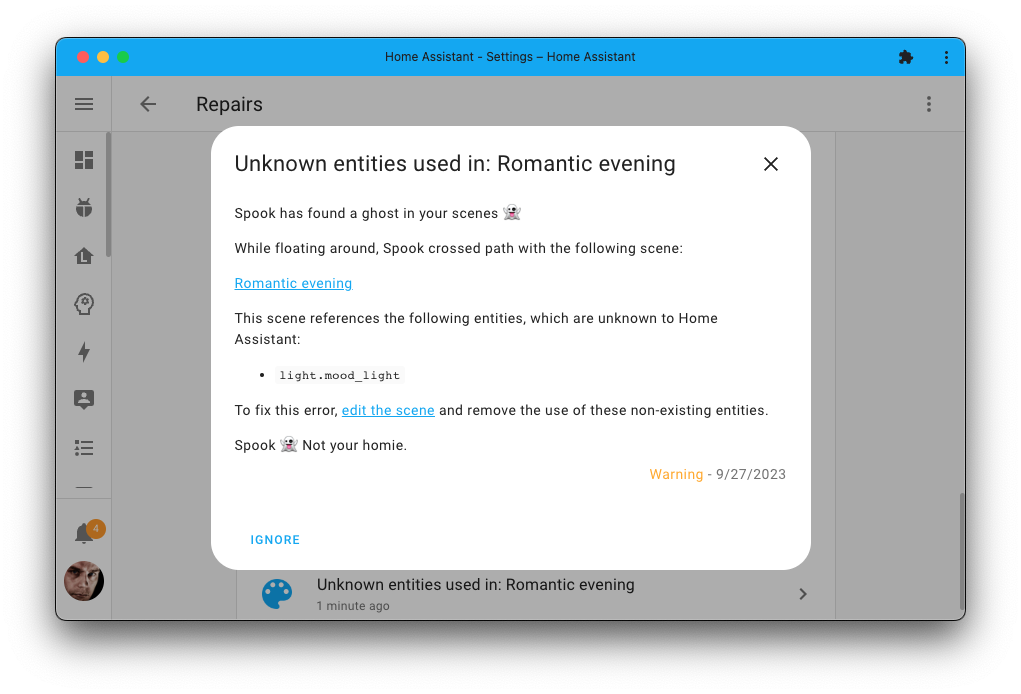 Home Assistant - Settings – Home Assistant
Repairs
Unknown entities used in: Romantic evening
Spook has found a ghost in your scenes 👻
While floating around, Spook crossed path with the following scene:
Romantic evening
This scene references the following entities, which are unknown to Home
Assistant:
• light.mood_light
To fix this error, edit the scene and remove the use of these non-existing entities.
Spook 👻 Not your homie.
Warning - 9/27/2023
4
IGNORE
Unknown entities used in: Romantic evening
1 minute ago